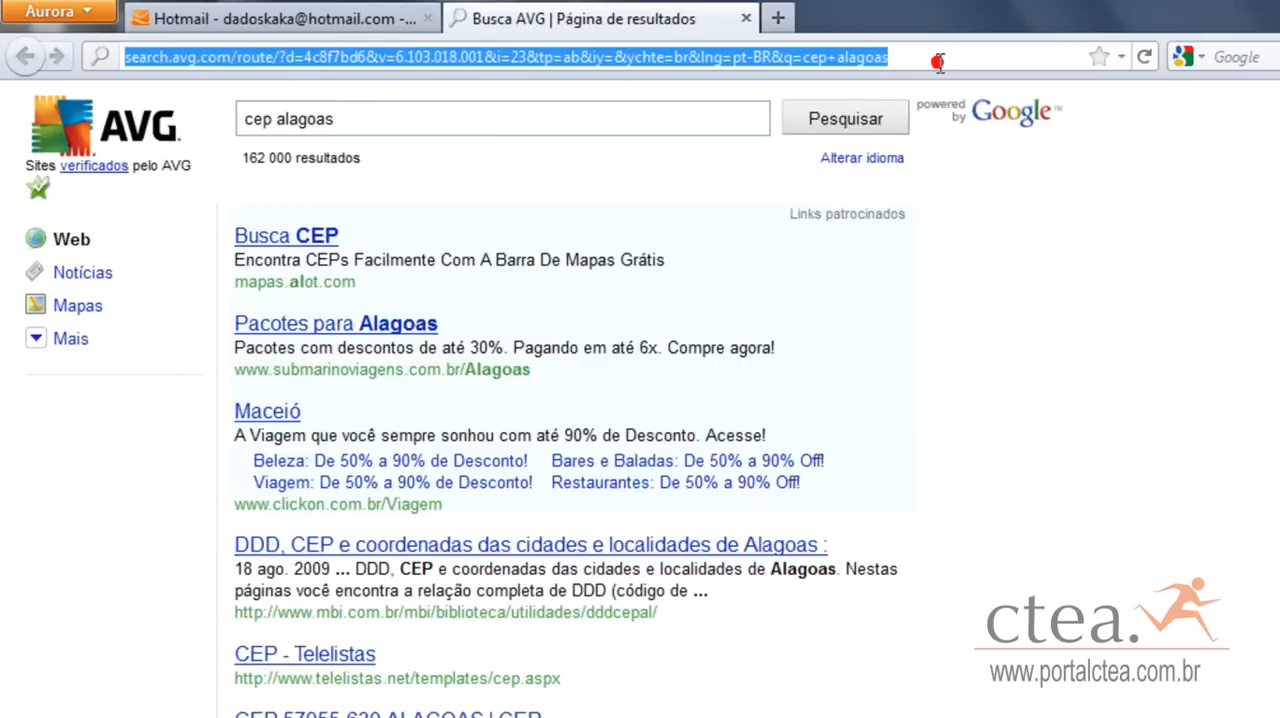 Aurora
Hotmail - dadoskaka@hotmail.com -...
Busca AVG | Página de resultados
search.avg.com/route/?d=4c8f7bd6&v=6.103.018.001&i=23&tp=ab&iy=&ychte=br&lng=pt-BR&q=cep+alagoas
Google
AVG.
cep alagoas
Pesquisar
powered by Google™
Sites verificados pelo AVG
162 000 resultados
Alterar idioma
Links patrocinados
Web
Notícias
Mapas
Mais
Busca CEP
Encontra CEPs Facilmente Com A Barra De Mapas Grátis
mapas.alot.com
Pacotes para Alagoas
Pacotes com descontos de até 30%. Pagando em até 6x. Compre agora!
www.submarinoviagens.com.br/Alagoas
Maceió
A Viagem que você sempre sonhou com até 90% de Desconto. Acesse!
Beleza: De 50% a 90% de Desconto! Bares e Baladas: De 50% a 90% Off!
Viagem: De 50% a 90% de Desconto! Restaurantes: De 50% a 90% Off!
www.clickon.com.br/Viagem
DDD, CEP e coordenadas das cidades e localidades de Alagoas :
18 ago. 2009 ... DDD, CEP e coordenadas das cidades e localidades de Alagoas. Nestas
páginas você encontra a relação completa de DDD (código de ...
http://www.mbi.com.br/mbi/biblioteca/utilidades/dddcepal/
CEP - Telelistas
http://www.telelistas.net/templates/cep.aspx
CEP 57055-630 ALAGOAS | CEP
ctea.
www.portalctea.com.br